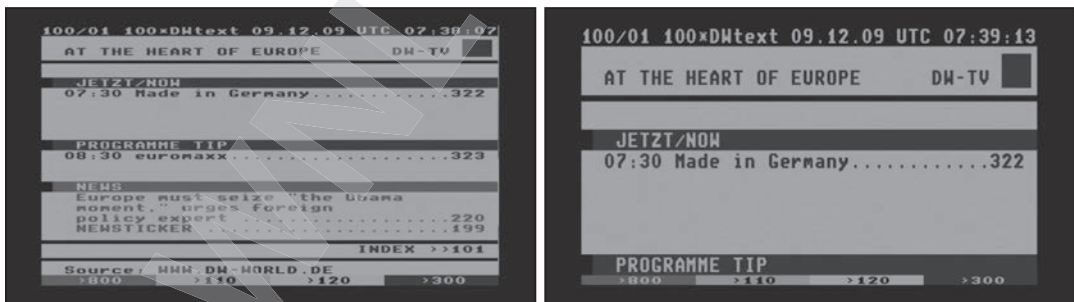 100/01 100×DWtext 09.12.09 UTC 07:38:07
AT THE HEART OF EUROPE DW-TV
JETZT/NOW
07:30 Made in Germany............322
PROGRAMME TIP
08:30 euromaxx...................323
NEWS
Europe must seize "the Obama
moment," urges foreign
policy expert ...................220
NEWSTICKER ......................199
INDEX >>101
Source: WWW.DW-WORLD.DE
>800 >110 >120 >300
100/01 100×DWtext 09.12.09 UTC 07:39:13
AT THE HEART OF EUROPE DW-TV
JETZT/NOW
07:30 Made in Germany............322
PROGRAMME TIP
>800 >110 >120 >300